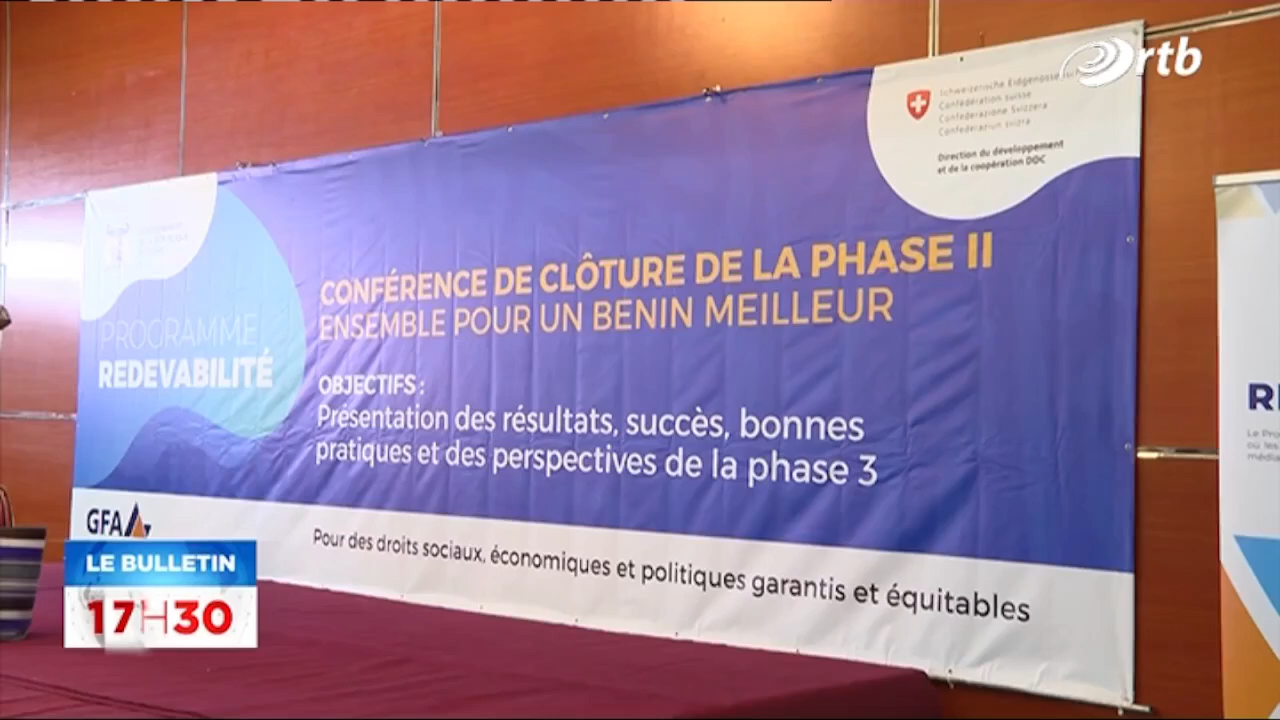 rtb
Confédération suisse
Confederazione Svizzera
Confederaziun svizra
Direction du développement
et de la coopération DDC
CONFÉRENCE DE CLÔTURE DE LA PHASE II
ENSEMBLE POUR UN BENIN MEILLEUR
PROGRAMME
REDEVABILITÉ
OBJECTIFS :
Présentation des résultats, succès, bonnes
pratiques et des perspectives de la phase 3
GFA
Pour des droits sociaux, économiques et politiques garantis et équitables
LE BULLETIN
17H30